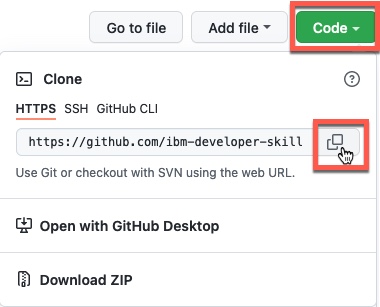 Go to file Add file Code
Clone
HTTPS SSH GitHub CLI
https://github.com/ibm-developer-skill
Use Git or checkout with SVN using the web URL.
Open with GitHub Desktop
Download ZIP